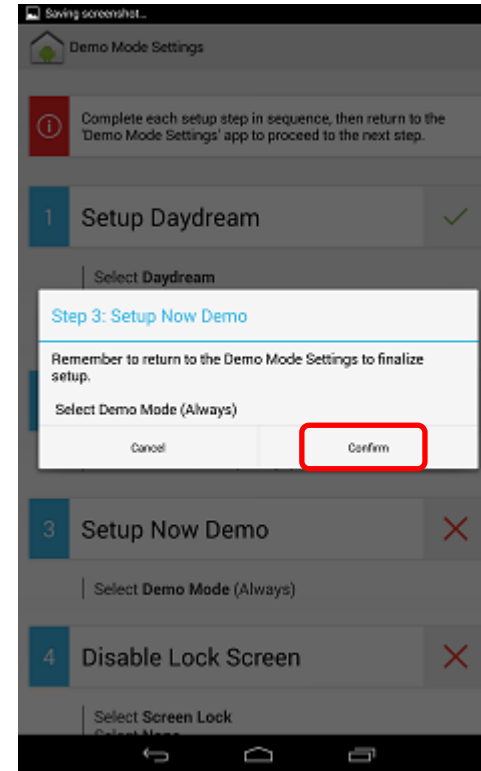 Saving screenshot...
Demo Mode Settings
Complete each setup step in sequence, then return to the
'Demo Mode Settings' app to proceed to the next step.
1 Setup Daydream
Select Daydream
Step 3: Setup Now Demo
Remember to return to the Demo Mode Settings to finalize
setup.
Select Demo Mode (Always)
Cancel Confirm
3 Setup Now Demo
Select Demo Mode (Always)
4 Disable Lock Screen
Select Screen Lock